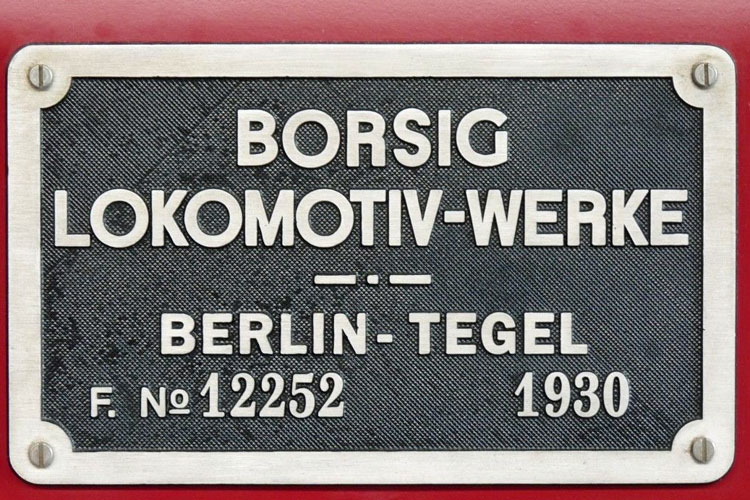 BORSIG
LOKOMOTIV-WERKE
BERLIN-TEGEL
F. № 12252 1930